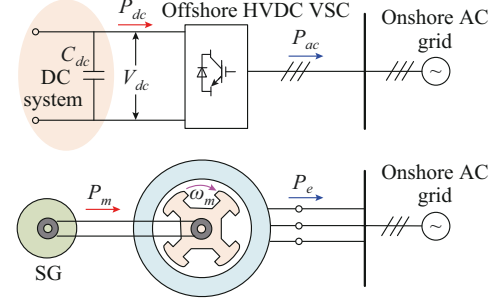 P_dc
Offshore HVDC VSC
Onshore AC
grid
P_ac
C_dc
V_dc
DC
system
~
P_m
ω_m
P_e
Onshore AC
grid
~
SG